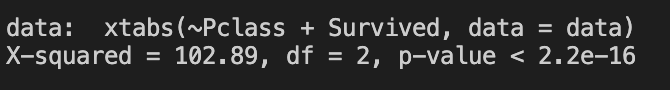 data:  xtabs(~Pclass + Survived, data = data)
X-squared = 102.89, df = 2, p-value < 2.2e-16